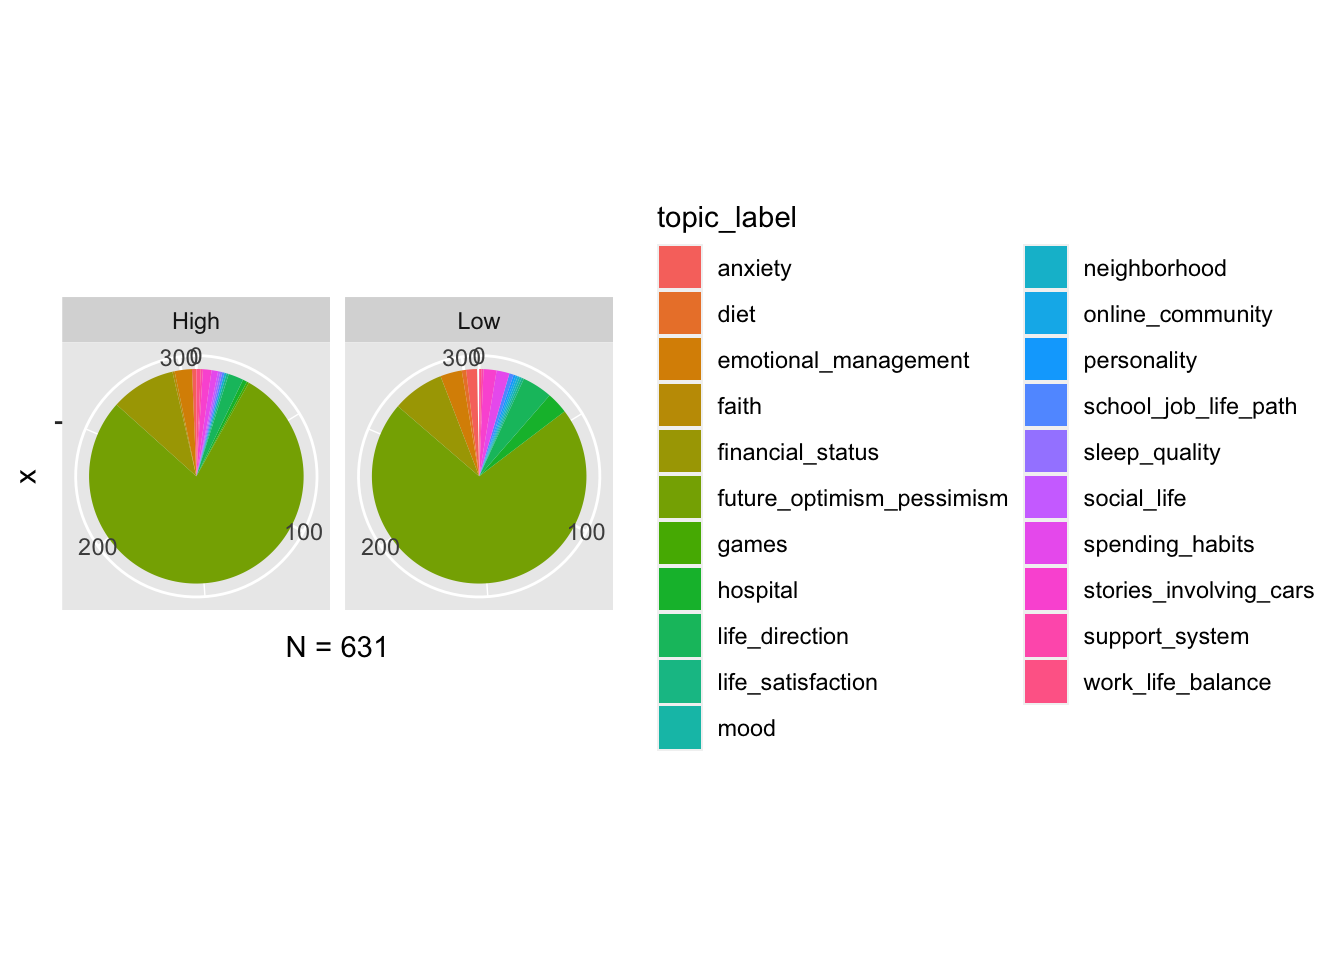 High
Low
300
0
300
0
100
200
100
200
x
N = 631
topic_label
anxiety
diet
emotional_management
faith
financial_status
future_optimism_pessimism
games
hospital
life_direction
life_satisfaction
mood
neighborhood
online_community
personality
school_job_life_path
sleep_quality
social_life
spending_habits
stories_involving_cars
support_system
work_life_balance